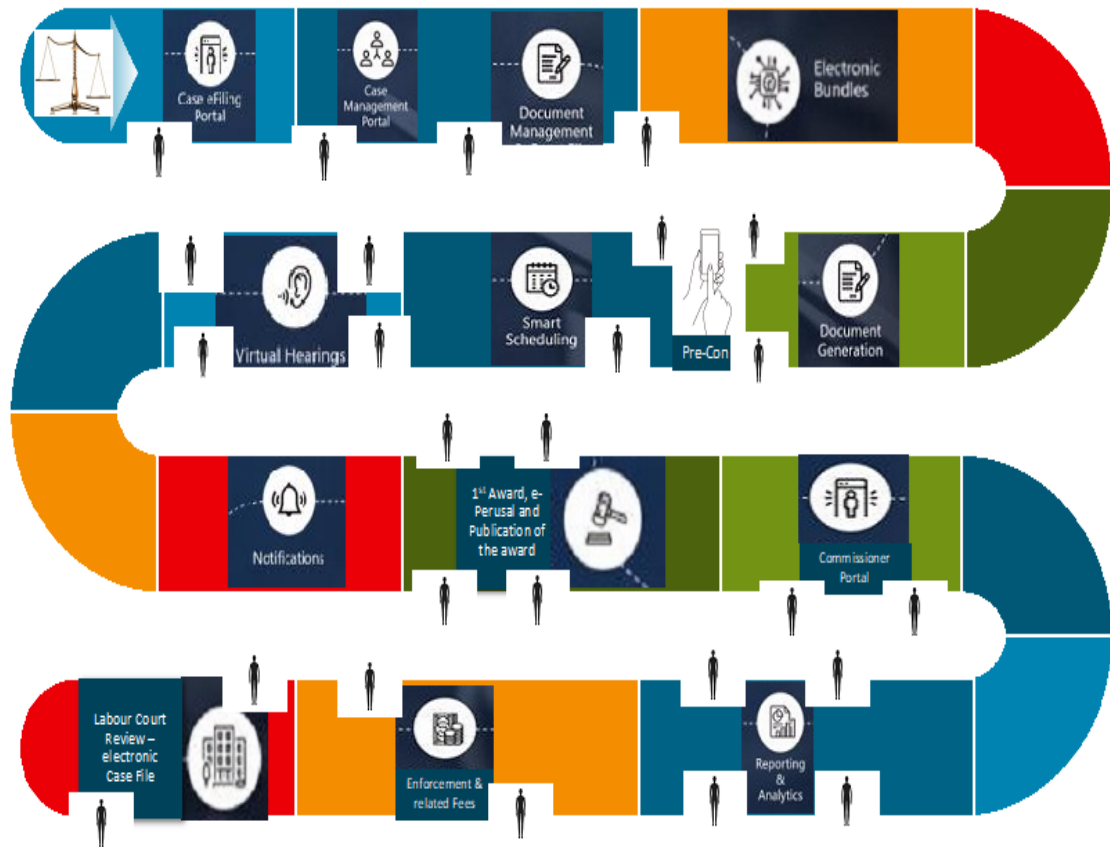 Case eFiling
Portal
Case
Management
Portal
Document
Management
Electronic
Bundles
Virtual Hearings
Smart
Scheduling
Pre-Con
Document
Generation
Notifications
1st Award, e-
Perusal and
Publication of
the award
Commissioner
Portal
Labour Court
Review –
electronic
Case File
Enforcement &
related Fees
Reporting
&
Analytics